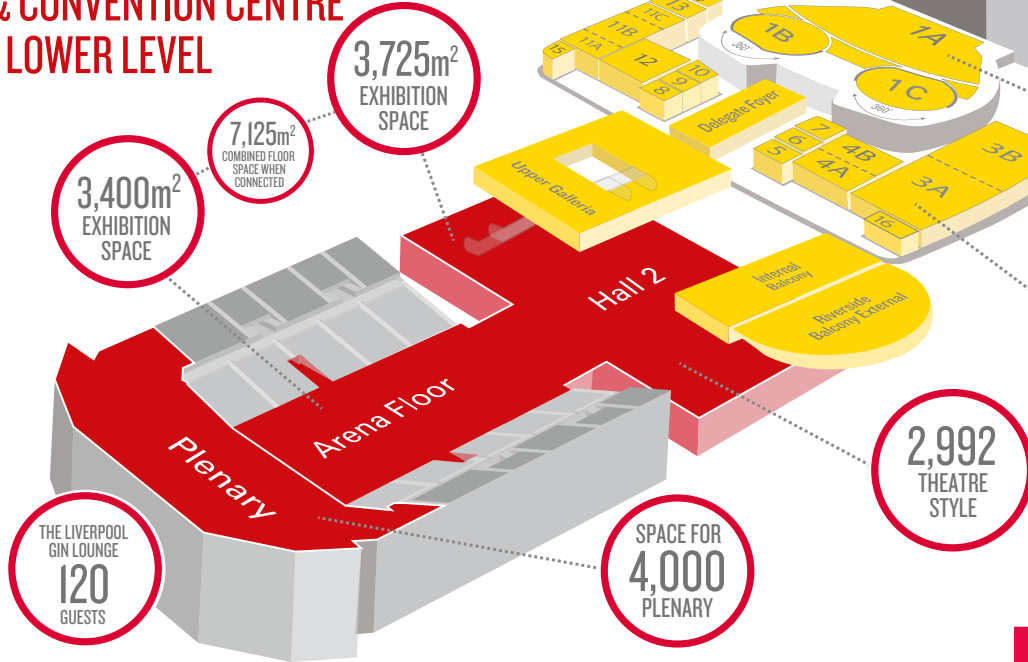 & CONVENTION CENTRE
LOWER LEVEL
3,725m²
EXHIBITION
SPACE
7,125m²
COMBINED FLOOR
SPACE WHEN
CONNECTED
3,400m²
EXHIBITION
SPACE
15
11A
11B
11C
13
12
8
9
10
1B
360°
1A
1C
360°
Delegate Foyer
Upper Galleria
5
6
7
4A
4B
3A
3B
16
Internal
Balcony
Riverside
Balcony External
Hall 2
Arena Floor
Plenary
THE LIVERPOOL
GIN LOUNGE
120
GUESTS
SPACE FOR
4,000
PLENARY
2,992
THEATRE
STYLE